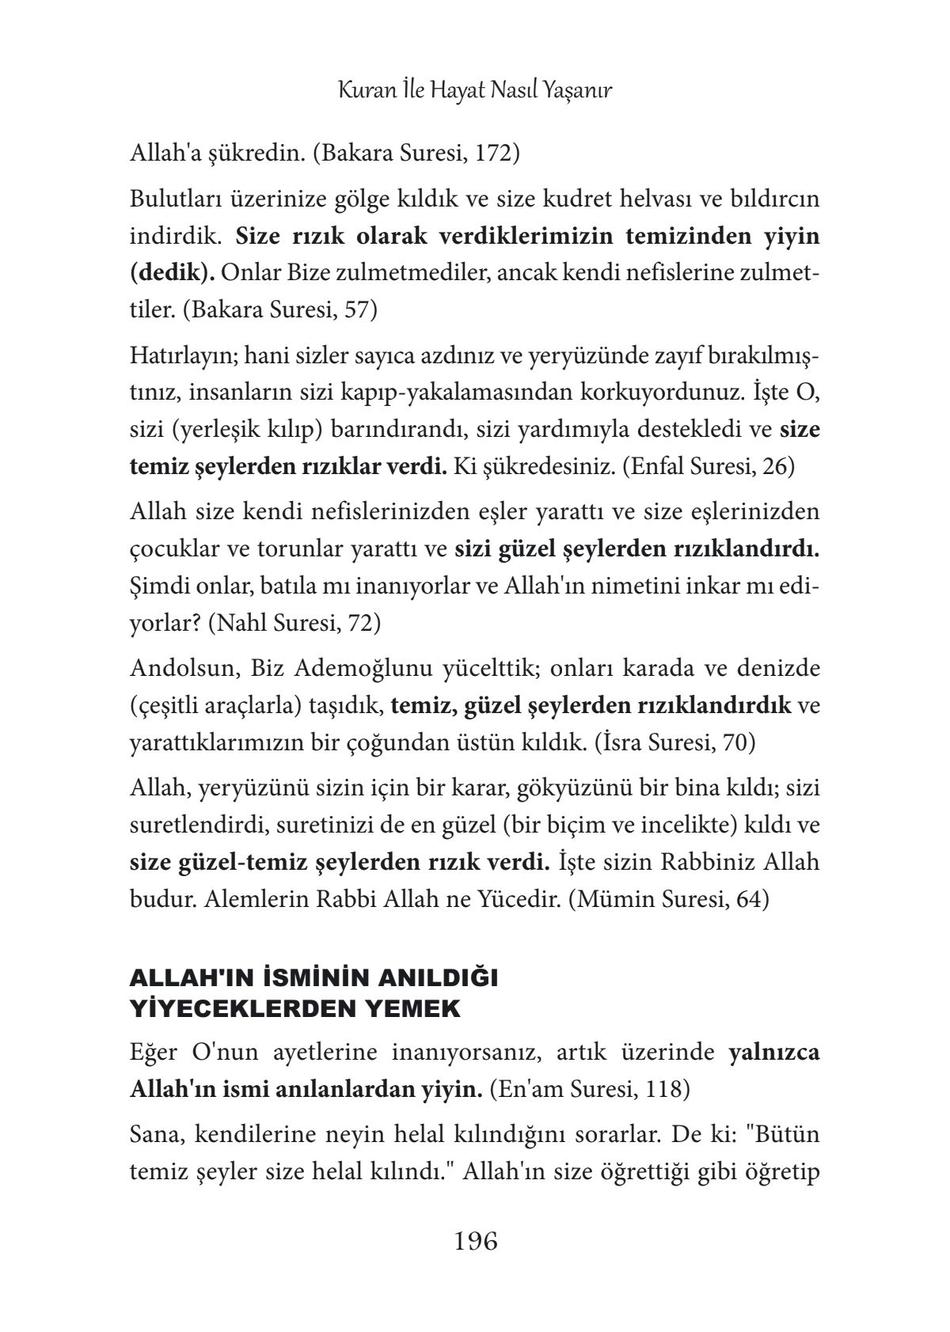 Kuran İle Hayat Nasıl Yaşanır
Allah'a şükredin. (Bakara Suresi, 172)
Bulutları üzerinize gölge kıldık ve size kudret helvası ve bıldırcın
indirdik. Size rızık olarak verdiklerimizin temizinden yiyin
(dedik). Onlar Bize zulmetmediler, ancak kendi nefislerine zulmet-
tiler. (Bakara Suresi, 57)
Hatırlayın; hani sizler sayıca azdınız ve yeryüzünde zayıf bırakılmış-
tınız, insanların sizi kapıp-yakalamasından korkuyordunuz. İşte O,
sizi (yerleşik kılıp) barındırandı, sizi yardımıyla destekledi ve size
temiz şeylerden rızıklar verdi. Ki şükredesiniz. (Enfal Suresi, 26)
Allah size kendi nefislerinizden eşler yarattı ve size eşlerinizden
çocuklar ve torunlar yarattı ve sizi güzel şeylerden rızıklandırdı.
Şimdi onlar, batıla mı inanıyorlar ve Allah'ın nimetini inkar mı edi-
yorlar? (Nahl Suresi, 72)
Andolsun, Biz Ademoğlunu yücelttik; onları karada ve denizde
(çeşitli araçlarla) taşıdık, temiz, güzel şeylerden rızıklandırdık ve
yarattıklarımızın bir çoğundan üstün kıldık. (İsra Suresi, 70)
Allah, yeryüzünü sizin için bir karar, gökyüzünü bir bina kıldı; sizi
suretlendirdi, suretinizi de en güzel (bir biçim ve incelikte) kıldı ve
size güzel-temiz şeylerden rızık verdi. İşte sizin Rabbiniz Allah
budur. Alemlerin Rabbi Allah ne Yücedir. (Mümin Suresi, 64)
ALLAH'IN İSMİNİN ANILDIĞI
YİYECEKLERDEN YEMEK
Eğer O'nun ayetlerine inanıyorsanız, artık üzerinde yalnızca
Allah'ın ismi anılanlardan yiyin. (En'am Suresi, 118)
Sana, kendilerine neyin helal kılındığını sorarlar. De ki: "Bütün
temiz şeyler size helal kılındı." Allah'ın size öğrettiği gibi öğretip
196